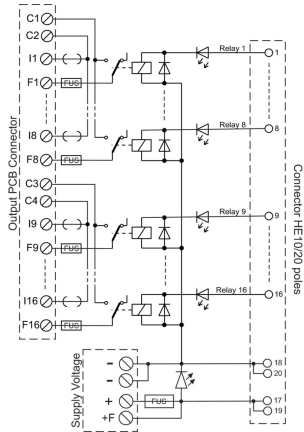 C1
C2
I1
F1
FUS
Relay 1
1
I8
F8
FUS
Relay 8
8
C3
C4
I9
F9
FUS
Relay 9
9
I16
F16
FUS
Relay 16
16
Output PCB Connector
Connector HE10/20 poles
Supply Voltage
-
-
+
+F
FUS
18
20
17
19